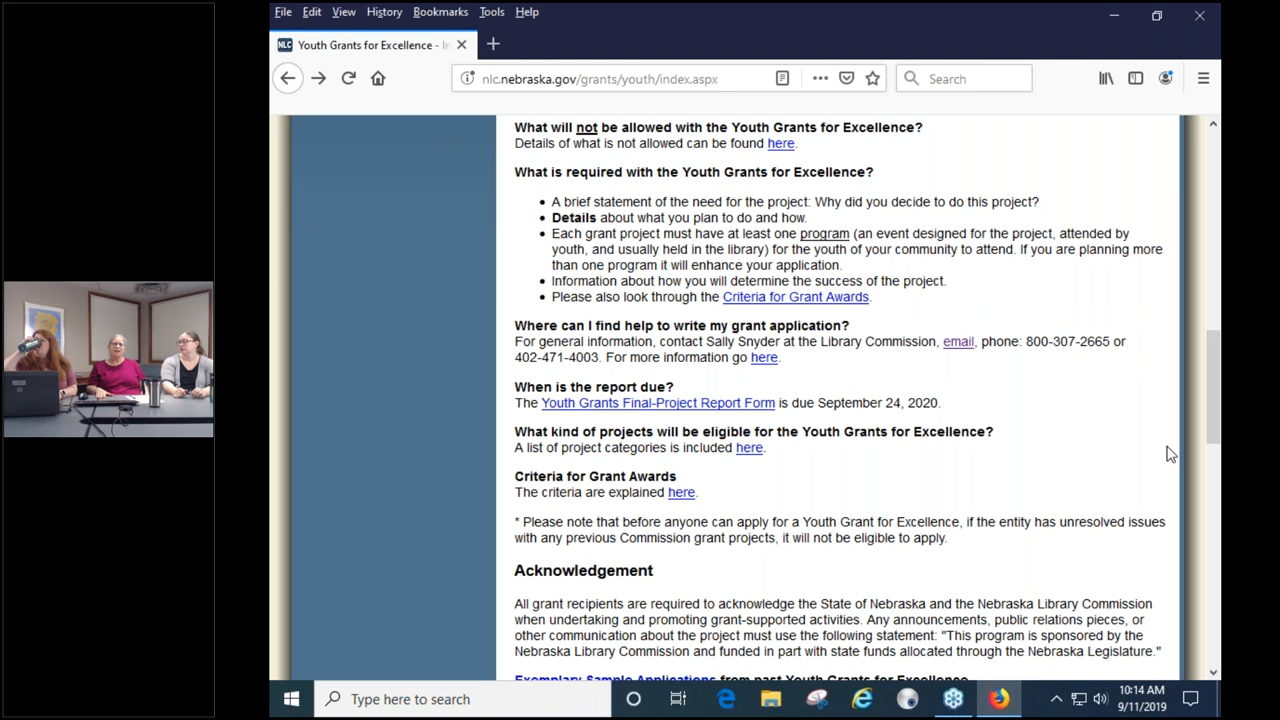 File Edit View History Bookmarks Tools Help
NLC Youth Grants for Excellence - In
nlc.nebraska.gov/grants/youth/index.aspx
Search
What will not be allowed with the Youth Grants for Excellence?
Details of what is not allowed can be found here.
What is required with the Youth Grants for Excellence?
• A brief statement of the need for the project: Why did you decide to do this project?
• Details about what you plan to do and how.
• Each grant project must have at least one program (an event designed for the project, attended by
youth, and usually held in the library) for the youth of your community to attend. If you are planning more
than one program it will enhance your application.
• Information about how you will determine the success of the project.
• Please also look through the Criteria for Grant Awards.
Where can I find help to write my grant application?
For general information, contact Sally Snyder at the Library Commission, email, phone: 800-307-2665 or
402-471-4003. For more information go here.
When is the report due?
The Youth Grants Final-Project Report Form is due September 24, 2020.
What kind of projects will be eligible for the Youth Grants for Excellence?
A list of project categories is included here.
Criteria for Grant Awards
The criteria are explained here.
* Please note that before anyone can apply for a Youth Grant for Excellence, if the entity has unresolved issues
with any previous Commission grant projects, it will not be eligible to apply.
Acknowledgement
All grant recipients are required to acknowledge the State of Nebraska and the Nebraska Library Commission
when undertaking and promoting grant-supported activities. Any announcements, public relations pieces, or
other communication about the project must use the following statement: "This program is sponsored by the
Nebraska Library Commission and funded in part with state funds allocated through the Nebraska Legislature."
Exemplary Sample Applications from past Youth Grants for Excellence
Type here to search
10:14 AM
9/11/2019